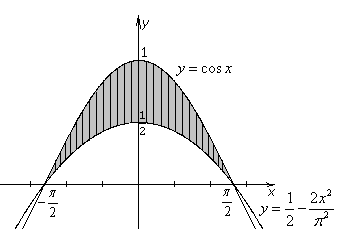 y
1
y = cos x
1/2
x
-π/2
π/2
y = 1/2 - 2x²/π²